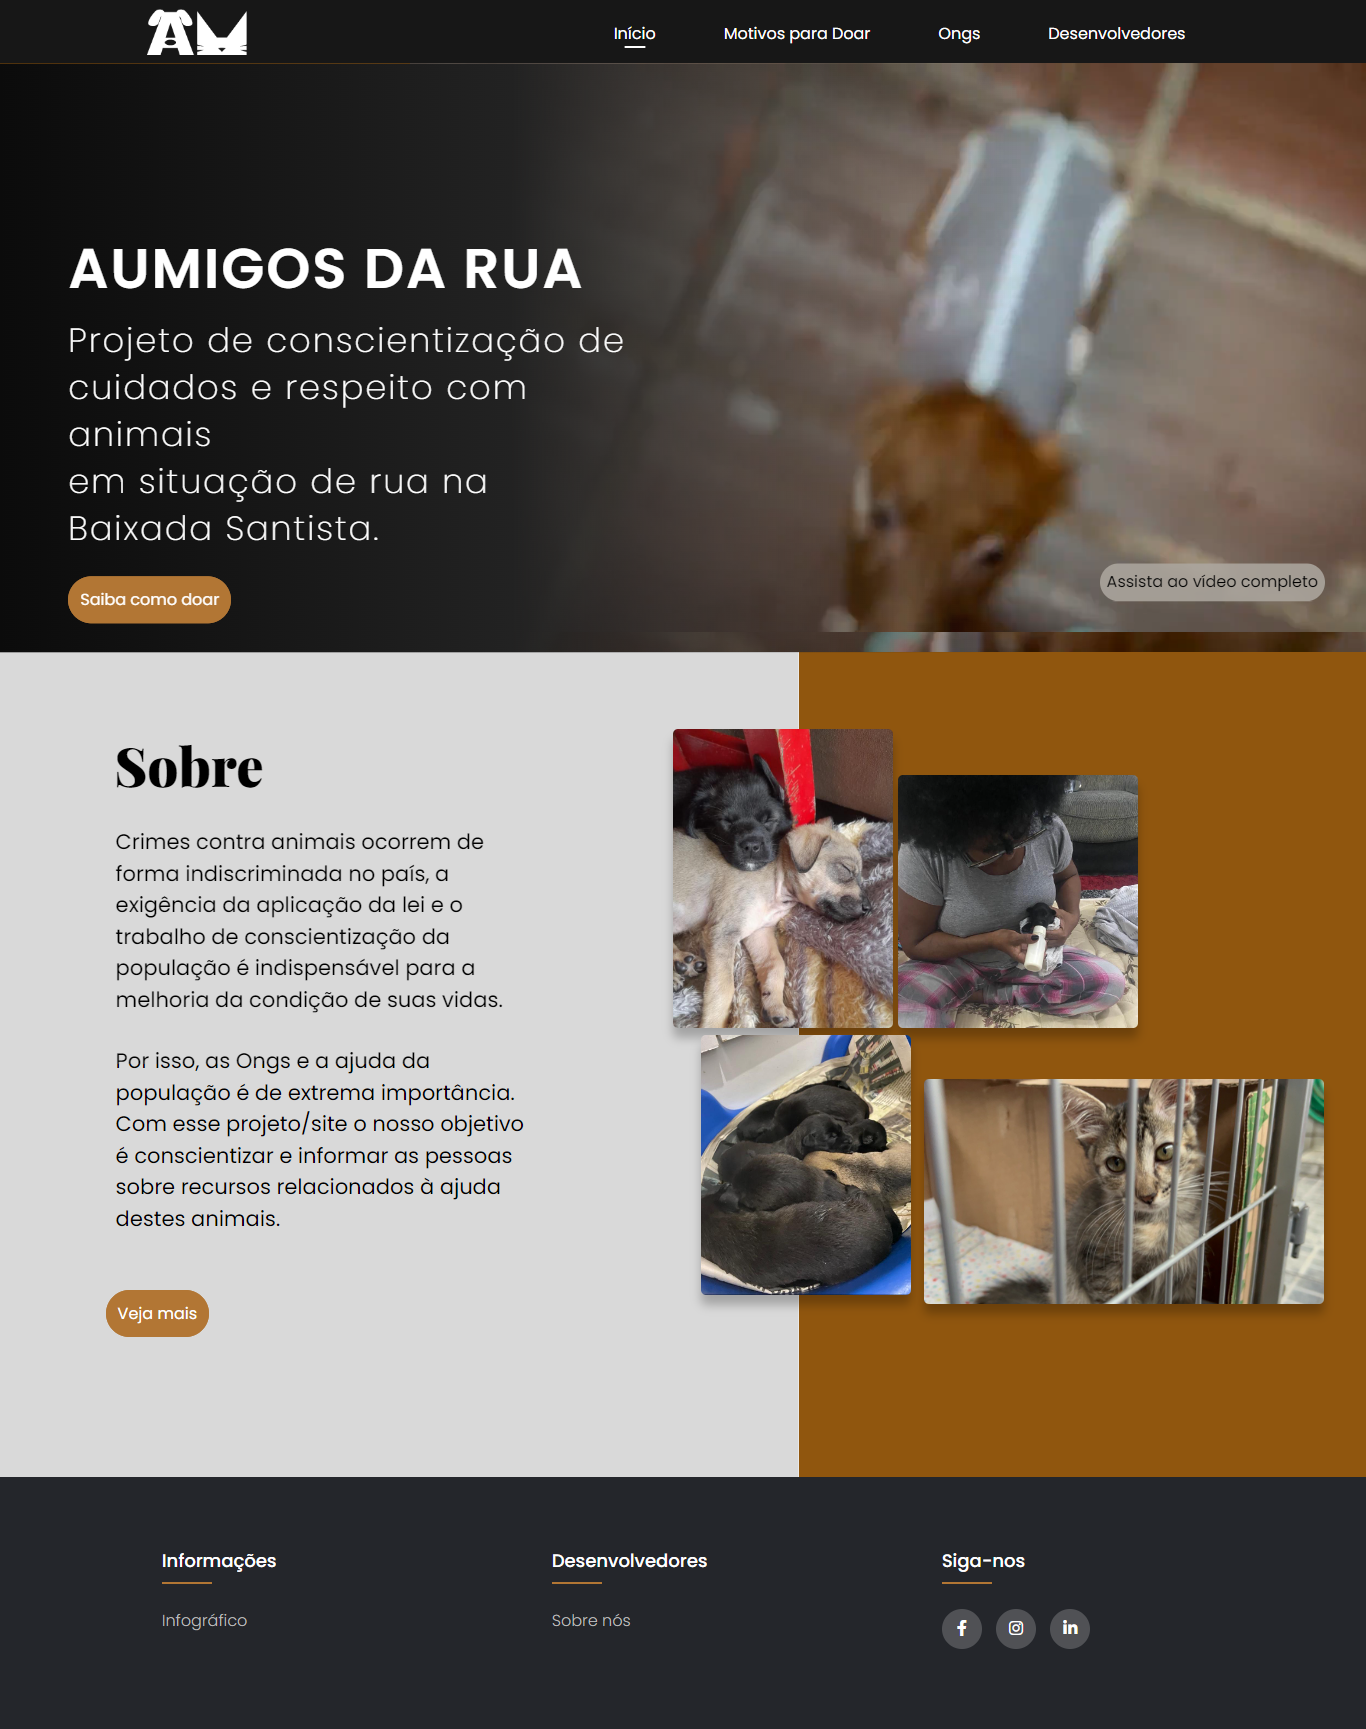 AM
Início
Motivos para Doar
Ongs
Desenvolvedores
AUMIGOS DA RUA
Projeto de conscientização de
cuidados e respeito com
animais
em situação de rua na
Baixada Santista.
Saiba como doar
Assista ao vídeo completo
Sobre
Crimes contra animais ocorrem de
forma indiscriminada no país, a
exigência da aplicação da lei e o
trabalho de conscientização da
população é indispensável para a
melhoria da condição de suas vidas.
Por isso, as Ongs e a ajuda da
população é de extrema importância.
Com esse projeto/site o nosso objetivo
é conscientizar e informar as pessoas
sobre recursos relacionados à ajuda
destes animais.
Veja mais
Informações
Desenvolvedores
Siga-nos
Infográfico
Sobre nós